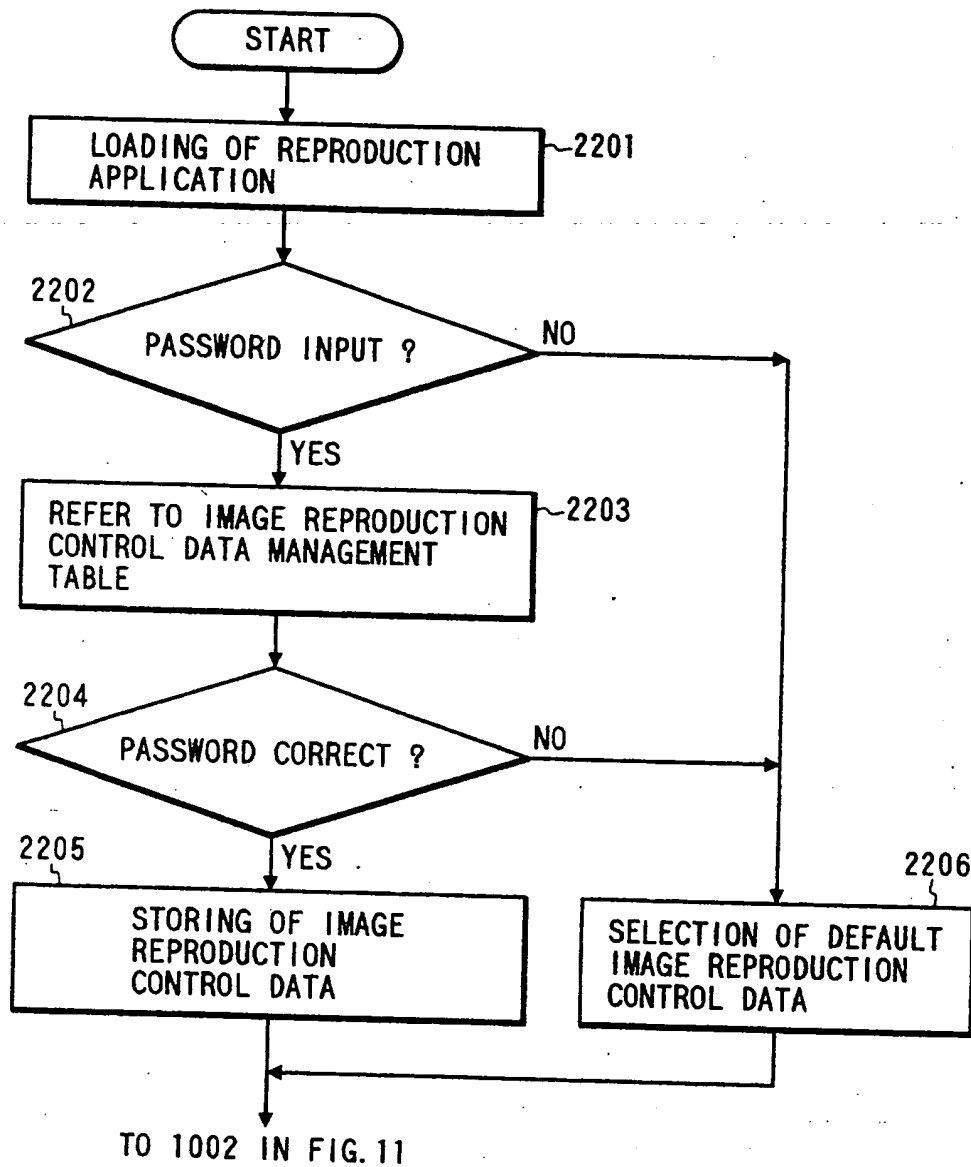 START
LOADING OF REPRODUCTION
APPLICATION
2201
2202
PASSWORD INPUT ?
NO
YES
REFER TO IMAGE REPRODUCTION
CONTROL DATA MANAGEMENT
TABLE
2203
2204
PASSWORD CORRECT ?
NO
YES
2205
STORING OF IMAGE
REPRODUCTION
CONTROL DATA
2206
SELECTION OF DEFAULT
IMAGE REPRODUCTION
CONTROL DATA
TO 1002 IN FIG. 11